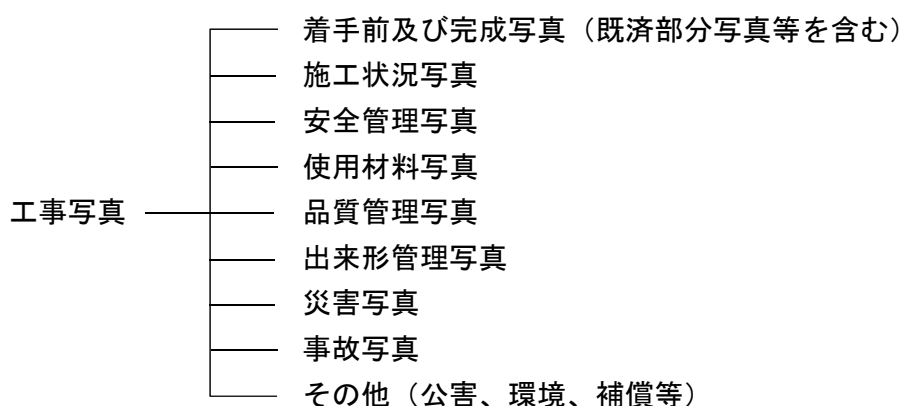 工事写真
着手前及び完成写真（既済部分写真等を含む）
施工状況写真
安全管理写真
使用材料写真
品質管理写真
出来形管理写真
災害写真
事故写真
その他（公害、環境、補償等）